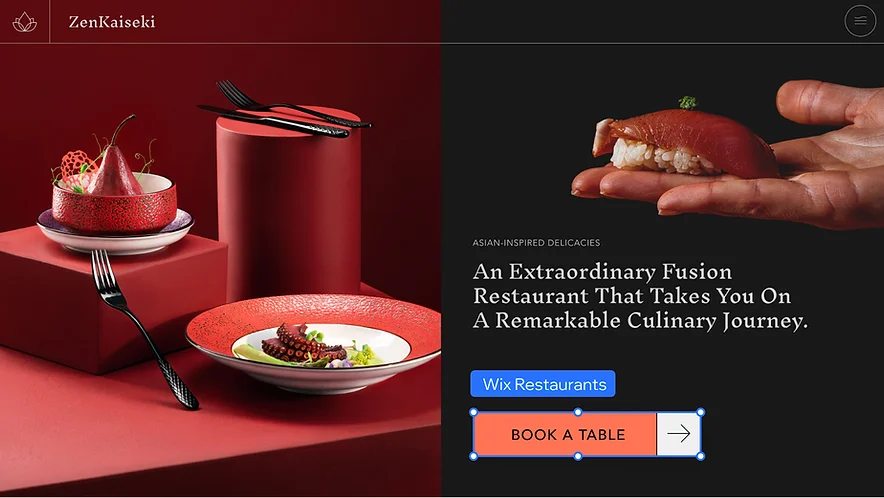 ZenKaiseki
ASIAN-INSPIRED DELICACIES
An Extraordinary Fusion
Restaurant That Takes You On
A Remarkable Culinary Journey.
Wix Restaurants
BOOK A TABLE